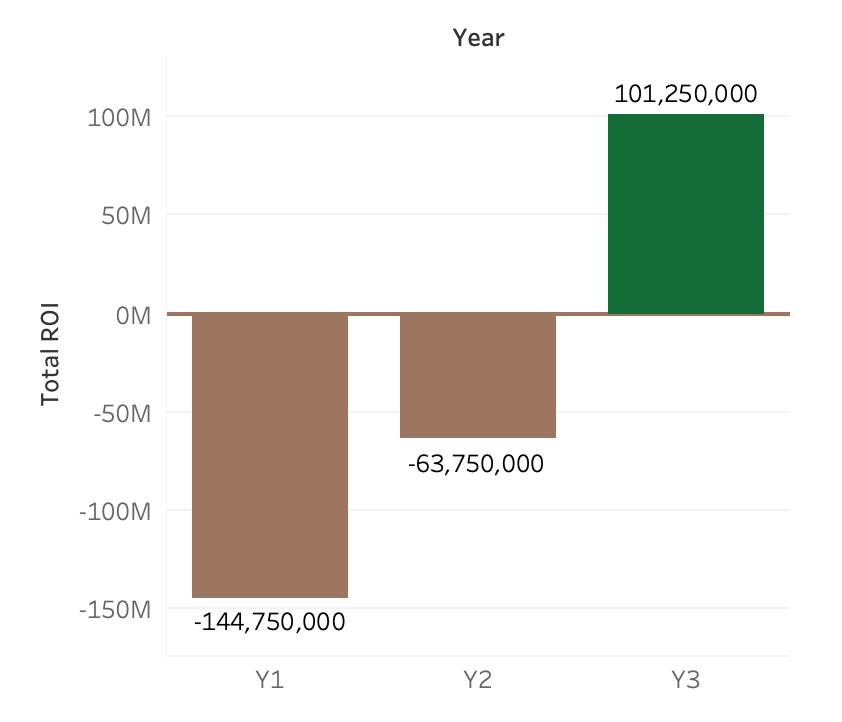 Year
101,250,000
100M
50M
0M
Total ROI
-50M
-63,750,000
-100M
-150M
-144,750,000
Y1 Y2 Y3